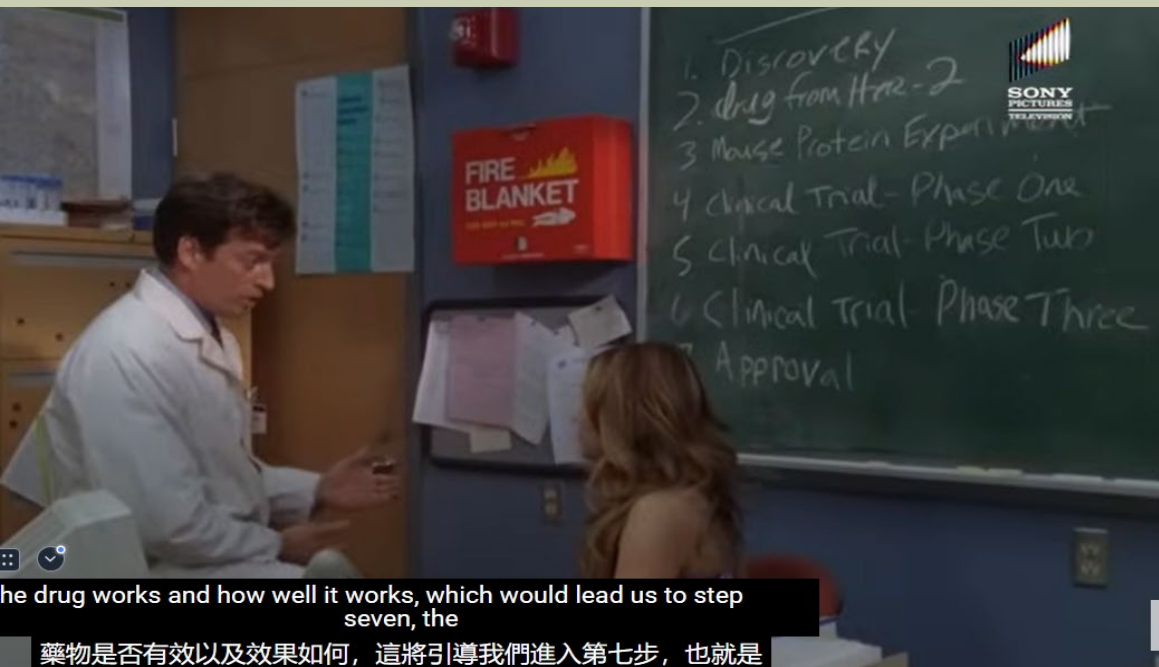 SONY
PICTURES
TELEVISION
1. Discovery
2. drug from Her-2
3 Mouse Protein Experiment
4 Clinical Trial-Phase One
5 Clinical Trial-Phase Two
6 Clinical Trial-Phase Three
7 Approval
FIRE
BLANKET
he drug works and how well it works, which would lead us to step
seven, the
藥物是否有效以及效果如何，這將引導我們進入第七步，也就是